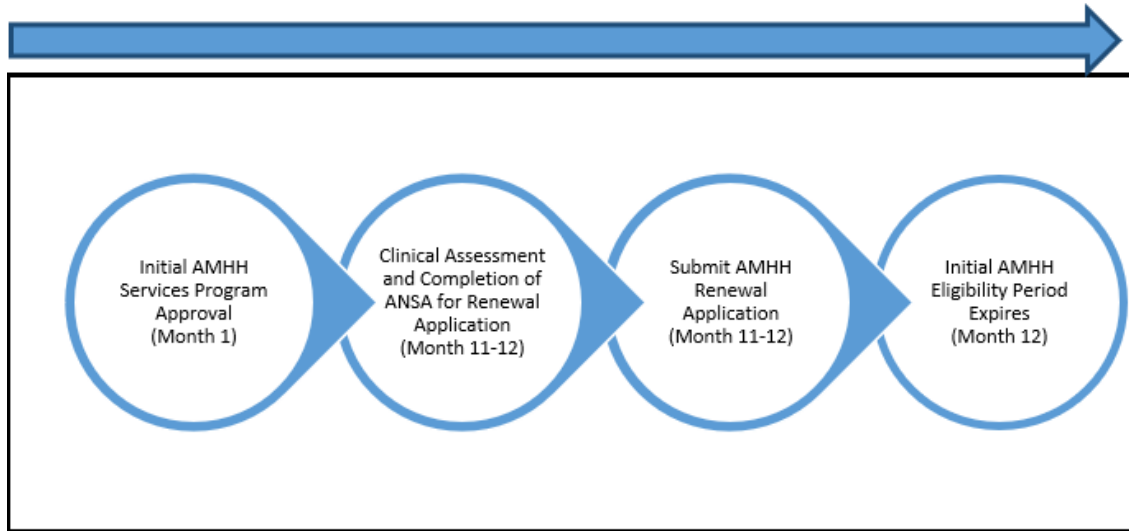 Initial AMHH
Services Program
Approval
(Month 1)
Clinical Assessment
and Completion of
ANSA for Renewal
Application
(Month 11-12)
Submit AMHH
Renewal
Application
(Month 11-12)
Initial AMHH
Eligibility Period
Expires
(Month 12)